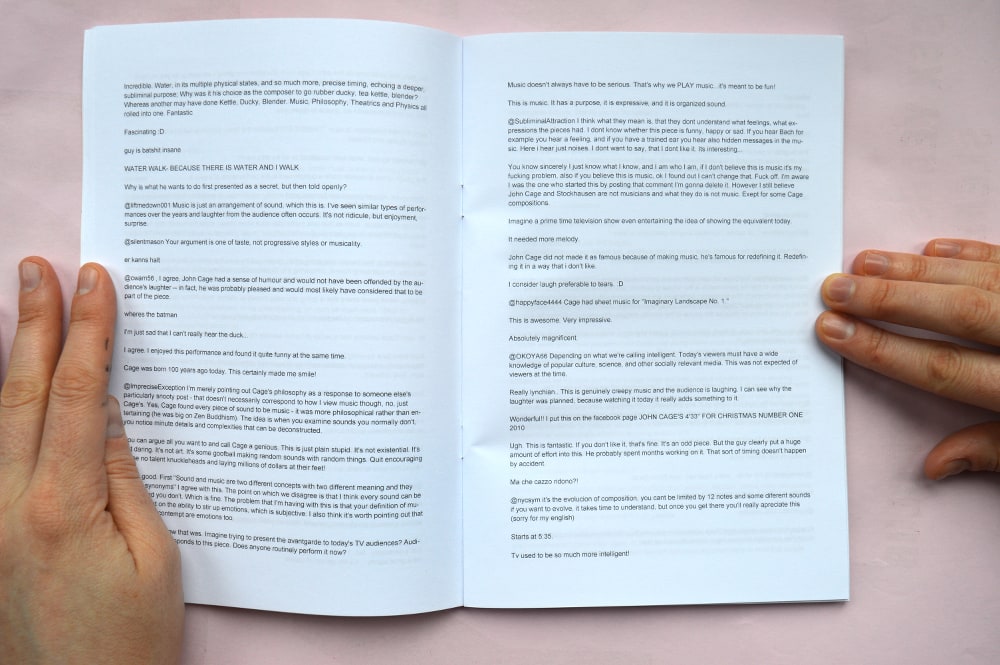 Incredible. Water, in its multiple physical states, and so much more, precise timing, echoing a deeper,
subliminal purpose. Why was it his choice as the composer to go rubber ducky, tea kettle, blender?
Whereas another may have done Kettle, Ducky, Blender. Music, Philosophy, Theatrics and Physics all
rolled into one. Fantastic
Fascinating :D
guy is batshit insane
WATER WALK- BECAUSE THERE IS WATER AND I WALK
Why is what he wants to do first presented as a secret, but then told openly?
@liftmedown001 Music is just an arrangement of sound, which this is. I've seen similar types of perfor-
mances over the years and laughter from the audience often occurs. It's not ridicule, but enjoyment,
surprise.
@silentmason Your argument is one of taste, not progressive styles or musicality.
er kanns halt
@owain56 , I agree, John Cage had a sense of humour and would not have been offended by the au-
dience's laughter -- in fact, he was probably pleased and would most likely have considered that to be
part of the piece.
wheres the batman
I'm just sad that I can't really hear the duck...
I agree. I enjoyed this performance and found it quite funny at the same time.
Cage was born 100 years ago today. This certainly made me smile!
@ImpreciseException I'm merely pointing out Cage's philosophy as a response to someone else's
particularly snooty post - that doesn't necessarily correspond to how I view music though, no, just
Cage's. Yes, Cage found every piece of sound to be music - it was more philosophical rather than en-
tertaining (he was big on Zen Buddhism). The idea is when you examine sounds you normally don't,
you notice minute details and complexities that can be deconstructed.
you can argue all you want to and call Cage a genious. This is just plain stupid. It's not existential. It's
daring. It's not art. It's some goofball making random sounds with random things. Quit encouraging
no talent knuckleheads and laying millions of dollars at their feet!
good. First "Sound and music are two different concepts with two different meaning and they
synonyms" I agree with this. The point on which we disagree is that I think every sound can be
you don't. Which is fine. The problem that I'm having with this is that your definition of mu-
on the ability to stir up emotions, which is subjective. I also think it's worth pointing out that
contempt are emotions too.
that was. Imagine trying to present the avantgarde to today's TV audiences? Audi-
to this piece. Does anyone routinely perform it now?
Music doesn't always have to be serious. That's why we PLAY music...it's meant to be fun!
This is music. It has a purpose, it is expressive, and it is organized sound.
@SubliminalAttraction I think what they mean is, that they dont understand what feelings, what ex-
pressions the pieces had. I dont know whether this piece is funny, happy or sad. If you hear Bach for
example you hear a feeling, and if you have a trained ear you hear also hidden messages in the mu-
sic. Here i hear just noises. I dont want to say, that I dont like it. Its interesting...
You know sincerely I just know what I know, and I am who I am, if I don't believe this is music it's my
fucking problem, also if you believe this is music, ok I found out I can't change that. Fuck off. I'm aware
I was the one who started this by posting that comment I'm gonna delete it. However I still believe
John Cage and Stockhausen are not musicians and what they do is not music. Exept for some Cage
compositions.
Imagine a prime time television show even entertaining the idea of showing the equivalent today.
It needed more melody.
John Cage did not made it as famous because of making music, he's famous for redefining it. Redefin-
ing it in a way that i don't like.
I consider laugh preferable to tears. :D
@happyface4444 Cage had sheet music for "Imaginary Landscape No. 1."
This is awesome. Very impressive.
Absolutely magnificent
@OKOYA66 Depending on what we're calling intelligent. Today's viewers must have a wide
knowledge of popular culture, science, and other socially relevant media. This was not expected of
viewers at the time.
Really lynchian.. This is genuinely creepy music and the audience is laughing. I can see why the
laughter was planned, because watching it today it really adds something to it.
Wonderful!! I put this on the facebook page JOHN CAGE'S 4'33" FOR CHRISTMAS NUMBER ONE
2010
Ugh. This is fantastic. If you don't like it, that's fine. It's an odd piece. But the guy clearly put a huge
amount of effort into this. He probably spent months working on it. That sort of timing doesn't happen
by accident.
Ma che cazzo ridono?!
@nycsym it's the evolution of composition, you cant be limited by 12 notes and some diferent sounds
if you want to evolve, it takes time to understand, but once you get there you'll really apreciate this
(sorry for my english)
Starts at 5:35.
Tv used to be so much more intelligent!